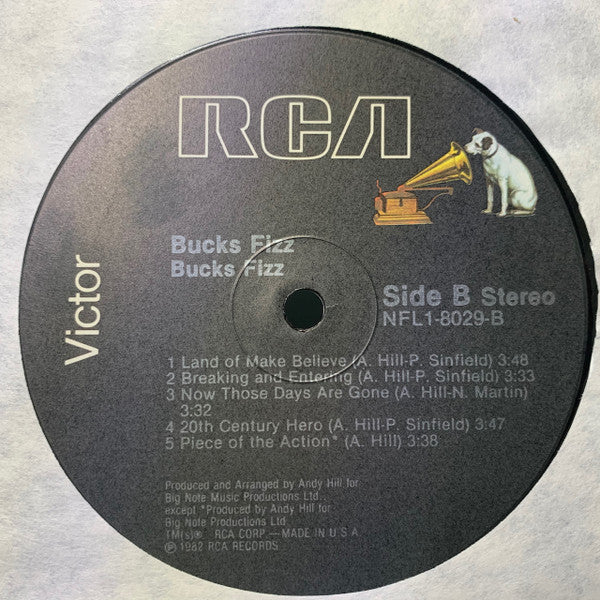 RCA
Victor
Bucks Fizz
Bucks Fizz
Side B Stereo
NFL1-8029-B
1 Land of Make Believe (A. Hill-P. Sinfield) 3:48
2 Breaking and Entering (A. Hill-P. Sinfield) 3:33
3 Now Those Days Are Gone (A. Hill-N. Martin)
3:32
4 20th Century Hero (A. Hill-P. Sinfield) 3:47
5 Piece of the Action* (A. Hill) 3:38
Produced and Arranged by Andy Hill for
Big Note Music Productions Ltd.
except *Produced by Andy Hill for
Big Note Productions Ltd.
TM(s)® RCA CORP.—MADE IN U S A
℗ 1982 RCA RECORDS